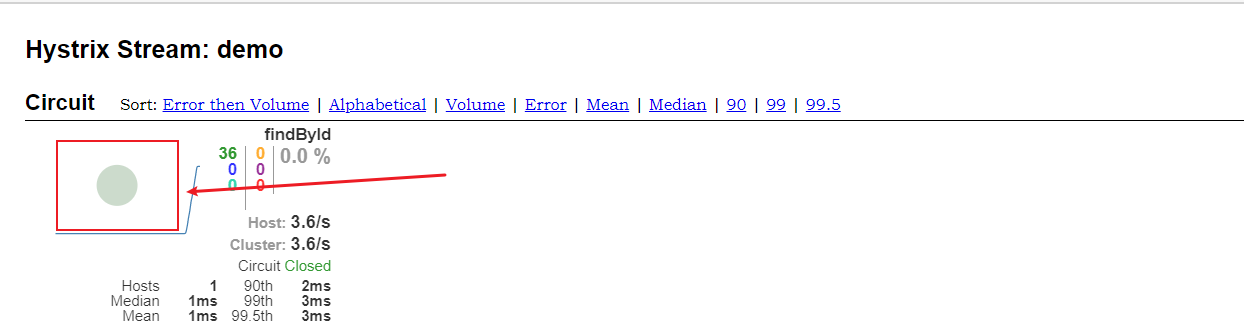 Hystrix Stream: demo
Circuit Sort: Error then Volume | Alphabetical | Volume | Error | Mean | Median | 90 | 99 | 99.5
findById
36 0 0.0 %
0 0
0 0
Host: 3.6/s
Cluster: 3.6/s
Circuit Closed
Hosts 1 90th 2ms
Median 1ms 99th 3ms
Mean 1ms 99.5th 3ms